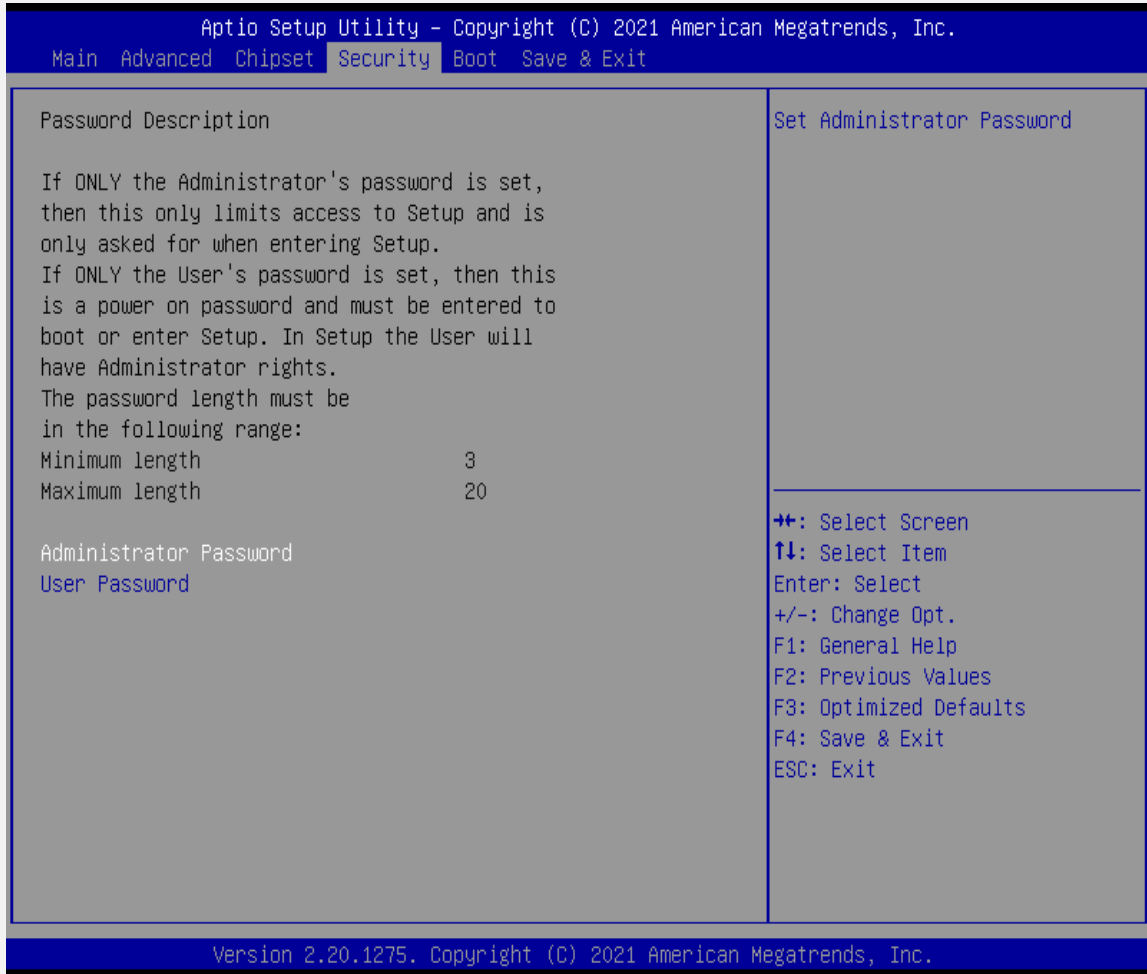 Aptio Setup Utility – Copyright (C) 2021 American Megatrends, Inc.
Main Advanced Chipset Security Boot Save & Exit
Password Description
If ONLY the Administrator's password is set,
then this only limits access to Setup and is
only asked for when entering Setup.
If ONLY the User's password is set, then this
is a power on password and must be entered to
boot or enter Setup. In Setup the User will
have Administrator rights.
The password length must be
in the following range:
Minimum length 3
Maximum length 20
Administrator Password
User Password
Set Administrator Password
→←: Select Screen
↑↓: Select Item
Enter: Select
+/-: Change Opt.
F1: General Help
F2: Previous Values
F3: Optimized Defaults
F4: Save & Exit
ESC: Exit
Version 2.20.1275. Copyright (C) 2021 American Megatrends, Inc.